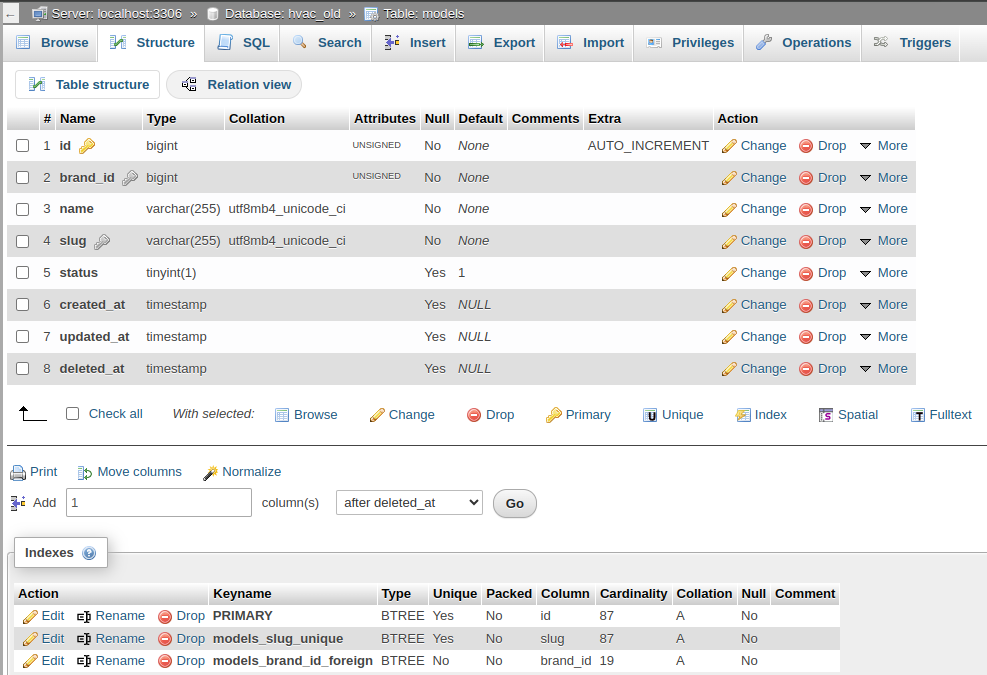 ← Server: localhost:3306 » Database: hvac_old » Table: models
Browse Structure SQL Search Insert Export Import Privileges Operations Triggers
Table structure Relation view
# Name Type Collation Attributes Null Default Comments Extra Action
1 id bigint UNSIGNED No None AUTO_INCREMENT Change Drop More
2 brand_id bigint UNSIGNED No None Change Drop More
3 name varchar(255) utf8mb4_unicode_ci No None Change Drop More
4 slug varchar(255) utf8mb4_unicode_ci No None Change Drop More
5 status tinyint(1) Yes 1 Change Drop More
6 created_at timestamp Yes NULL Change Drop More
7 updated_at timestamp Yes NULL Change Drop More
8 deleted_at timestamp Yes NULL Change Drop More
Check all With selected: Browse Change Drop Primary Unique Index Spatial Fulltext
Print Move columns Normalize
Add 1 column(s) after deleted_at Go
Indexes
Action Keyname Type Unique Packed Column Cardinality Collation Null Comment
Edit Rename Drop PRIMARY BTREE Yes No id 87 A No
Edit Rename Drop models_slug_unique BTREE Yes No slug 87 A No
Edit Rename Drop models_brand_id_foreign BTREE No No brand_id 19 A No